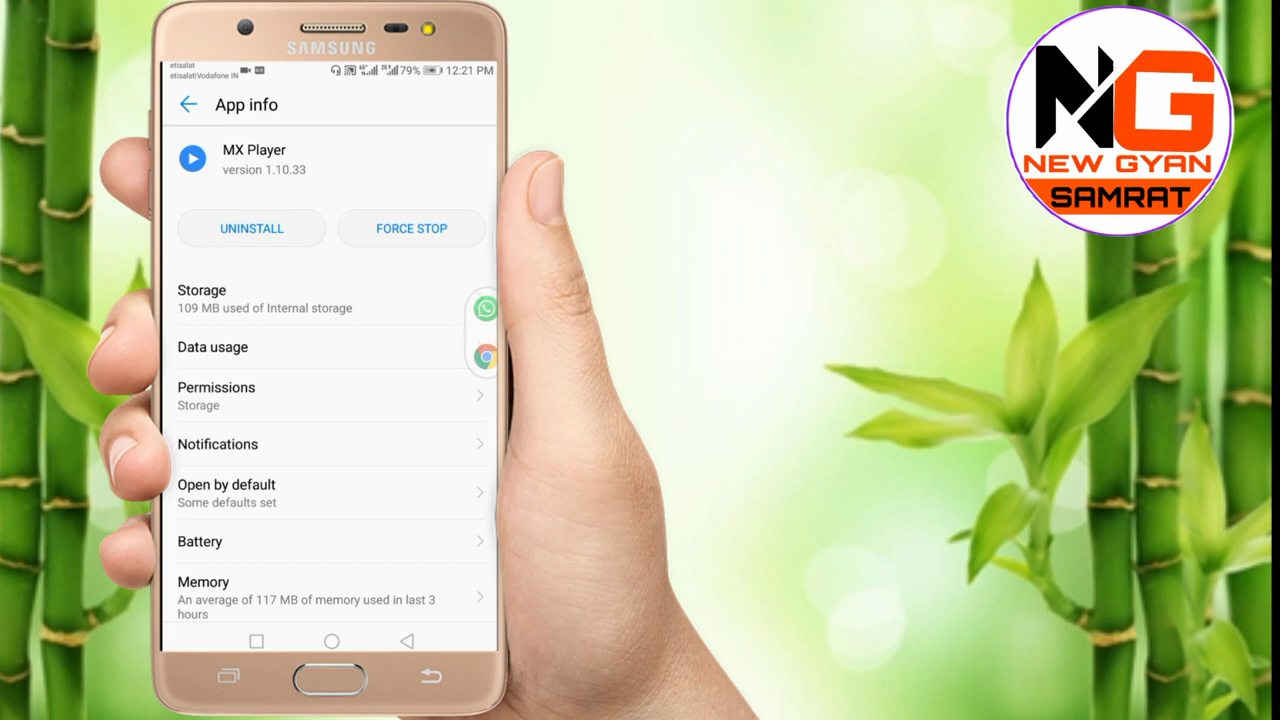 SAMSUNG
etisalat
etisalat|Vodafone IN
79%
12:21 PM
App info
MX Player
version 1.10.33
UNINSTALL
FORCE STOP
Storage
109 MB used of Internal storage
Data usage
Permissions
Storage
Notifications
Open by default
Some defaults set
Battery
Memory
An average of 117 MB of memory used in last 3
hours
NG
NEW GYAN
SAMRAT